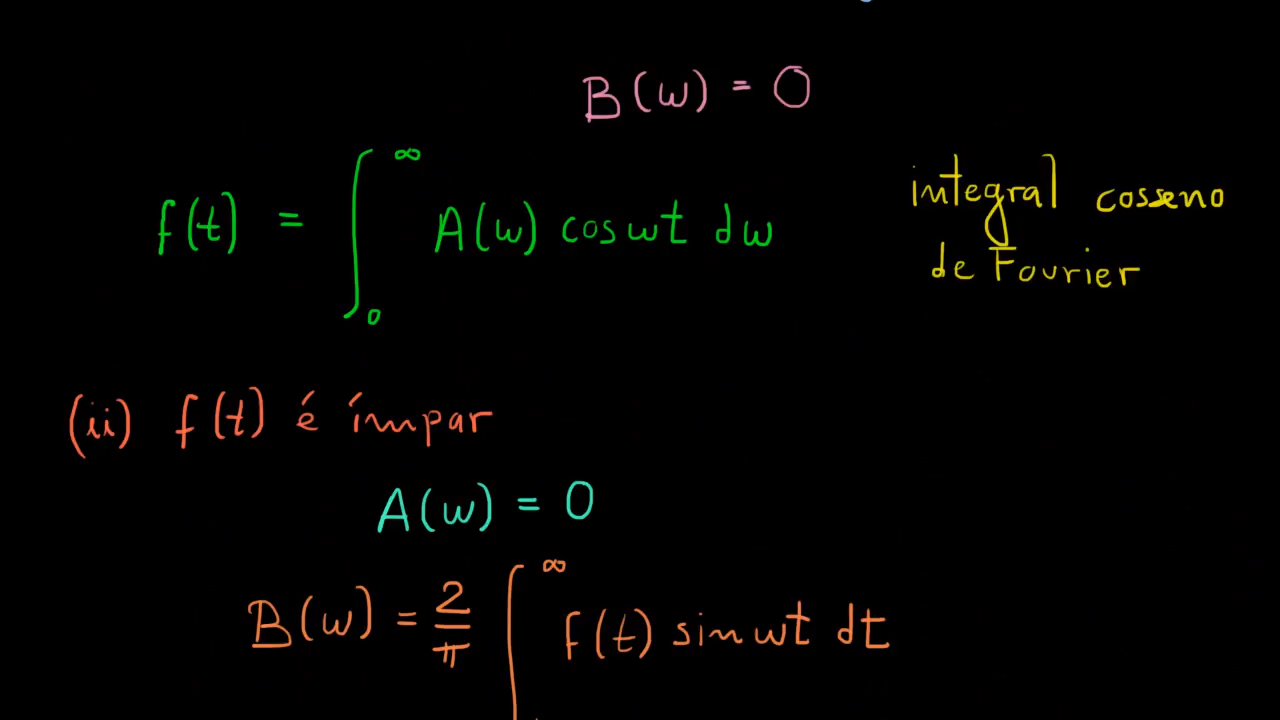 B(w) = 0
f(t) = ∫₀^∞ A(w) cos wt dw
integral cosseno
de Fourier
(ii) f(t) é ímpar
A(w) = 0
B(w) = 2/π ∫^∞ f(t) sin wt dt